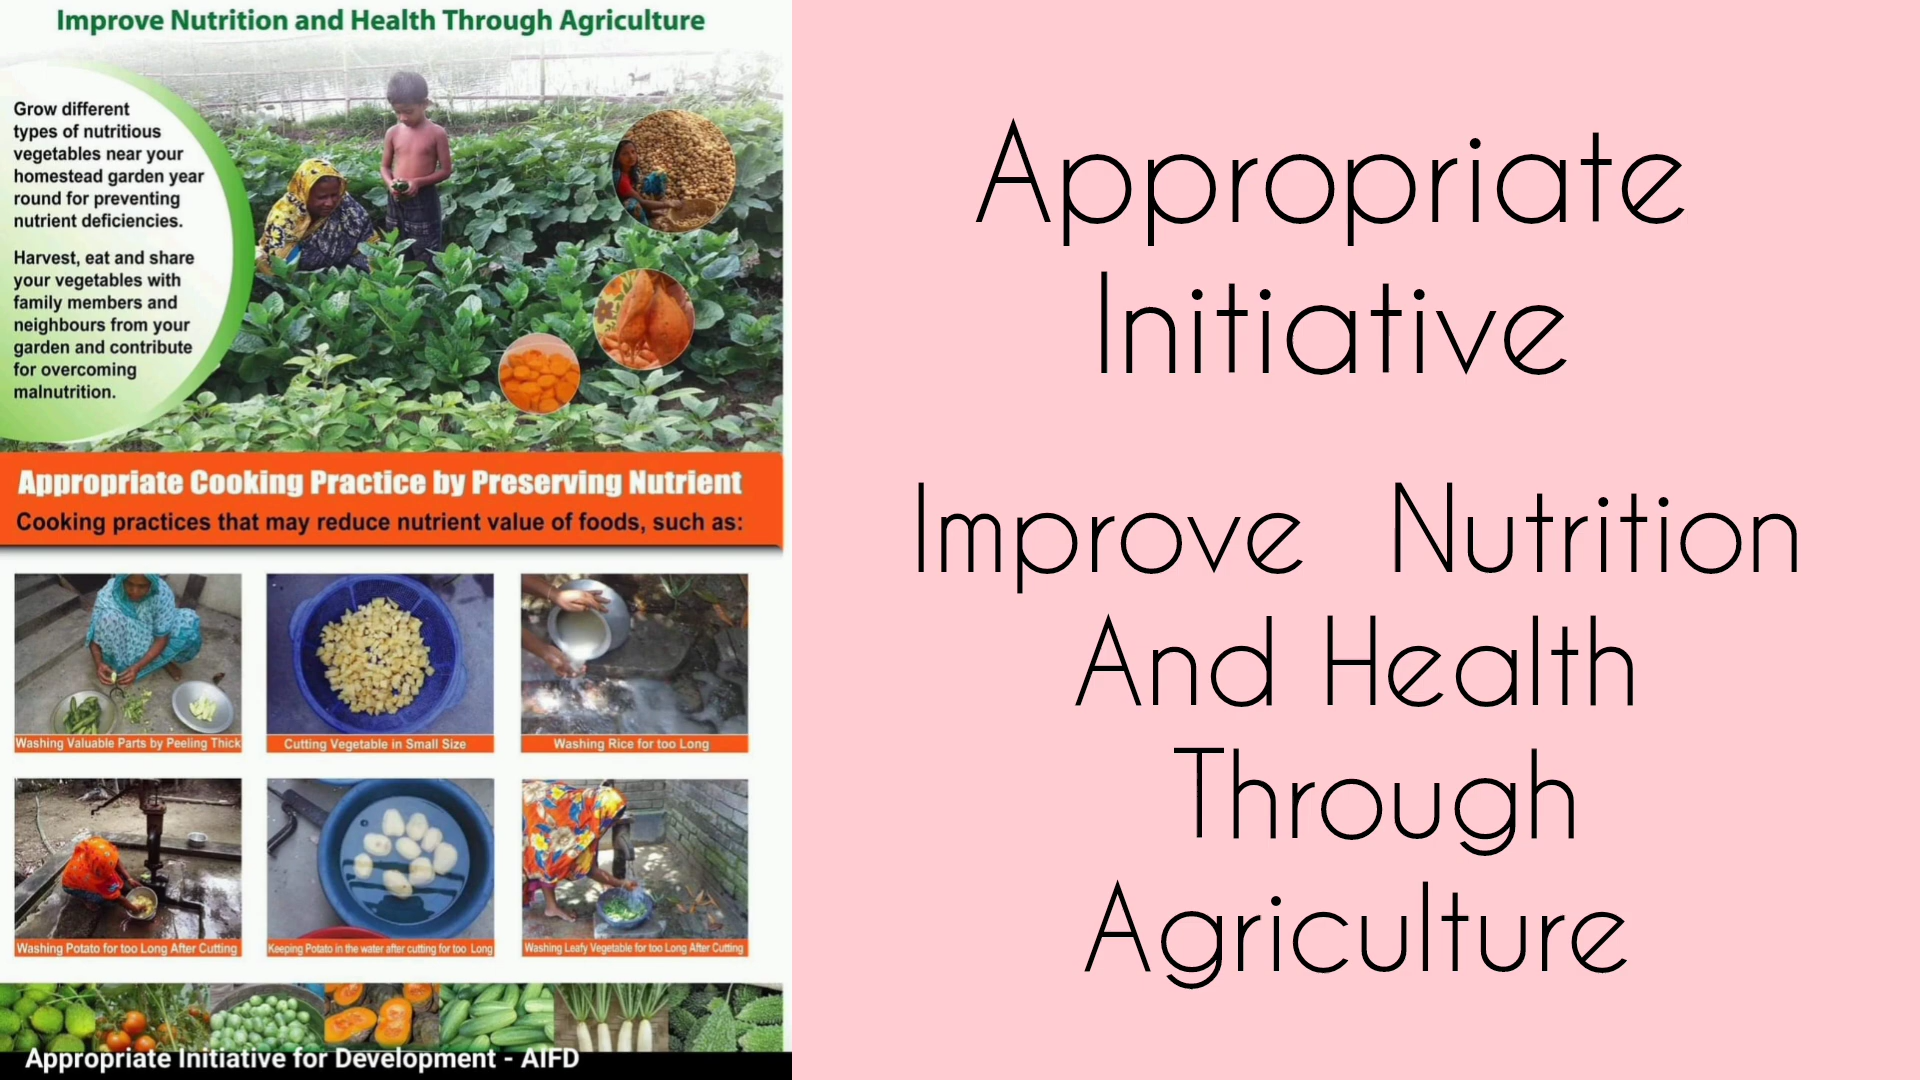 Improve Nutrition and Health Through Agriculture
Grow different
types of nutritious
vegetables near your
homestead garden year
round for preventing
nutrient deficiencies.
Harvest, eat and share
your vegetables with
family members and
neighbours from your
garden and contribute
for overcoming
malnutrition.
Appropriate Cooking Practice by Preserving Nutrient
Cooking practices that may reduce nutrient value of foods, such as:
Washing Valuable Parts by Peeling Thick
Cutting Vegetable in Small Size
Washing Rice for too Long
Washing Potato for too Long After Cutting
Keeping Potato in the water after cutting for too Long
Washing Leafy Vegetable for too Long After Cutting
Appropriate Initiative for Development - AIFD
Appropriate
Initiative
Improve Nutrition
And Health
Through
Agriculture